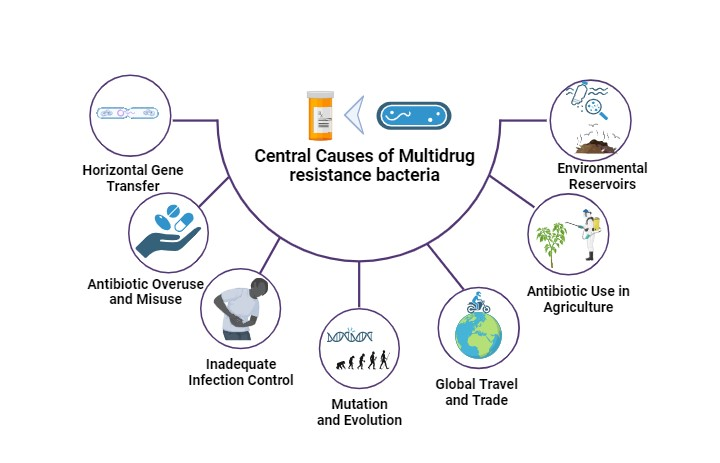 Central Causes of Multidrug
resistance bacteria
Horizontal Gene
Transfer
Antibiotic Overuse
and Misuse
Inadequate
Infection Control
Mutation
and Evolution
Global Travel
and Trade
Antibiotic Use in
Agriculture
Environmental
Reservoirs